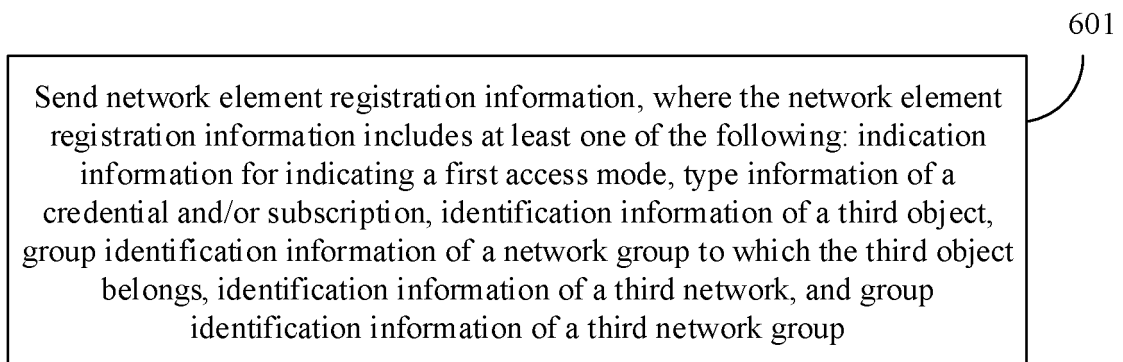 601
Send network element registration information, where the network element
registration information includes at least one of the following: indication
information for indicating a first access mode, type information of a
credential and/or subscription, identification information of a third object,
group identification information of a network group to which the third object
belongs, identification information of a third network, and group
identification information of a third network group